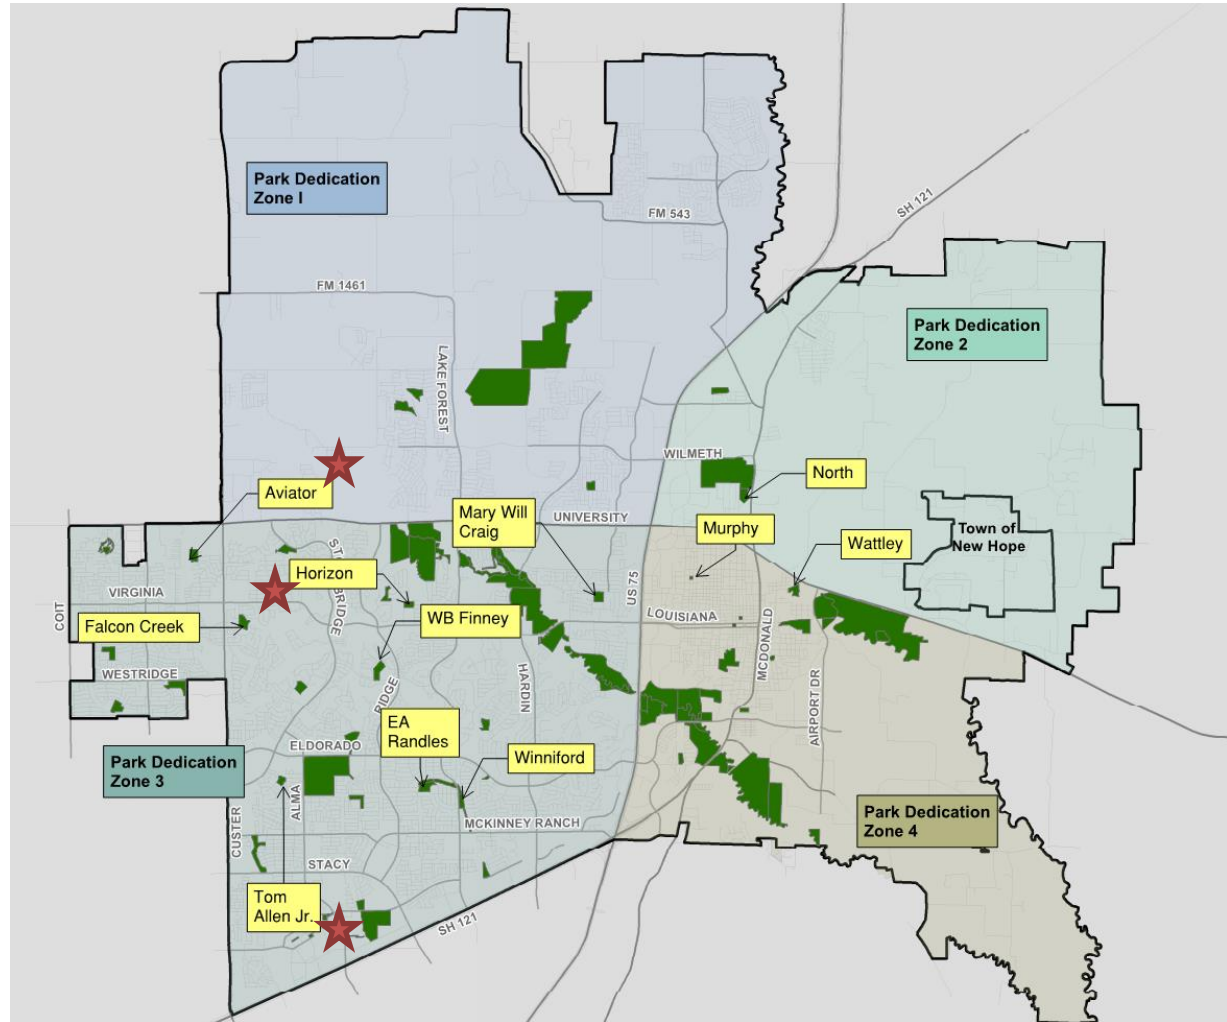 Park Dedication
Zone I
FM 543
SH 121
FM 1461
Park Dedication
Zone 2
LAKE FOREST
WILMETH
North
Aviator
Mary Will
Craig
UNIVERSITY
Murphy
Town of
New Hope
Wattley
Horizon
VIRGINIA
US 75
LOUISIANA
COIT
Falcon Creek
WB Finney
MCDONALD
WESTRIDGE
RIDGE
HARDIN
AIRPORT DR
EA
Randles
ELDORADO
Winniford
Park Dedication
Zone 3
ALMA
CUSTER
MCKINNEY RANCH
Park Dedication
Zone 4
STACY
Tom
Allen Jr.
SH 121